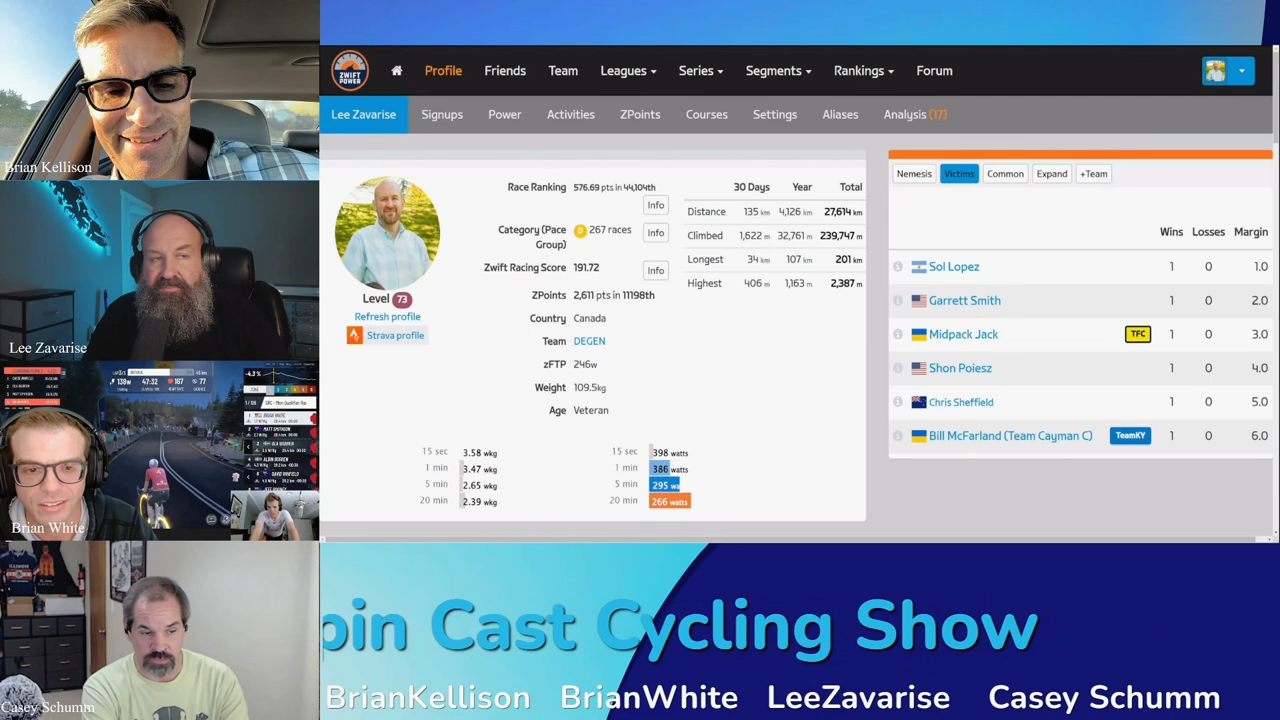 Brian Kellison
Lee Zavarise
Brian White
Casey Schumm
ZWIFT
POWER
Profile Friends Team Leagues Series Segments Rankings Forum
Lee Zavarise Signups Power Activities ZPoints Courses Settings Aliases Analysis (17)
Level 73
Refresh profile
Strava profile
Race Ranking 576.69 pts in 44,104th
Info
Category (Pace Group) D 267 races
Info
Zwift Racing Score 191.72
Info
ZPoints 2,611 pts in 11198th
Country Canada
Team DEGEN
zFTP 246w
Weight 109.5kg
Age Veteran
30 Days Year Total
Distance 135 km 4,126 km 27,614 km
Climbed 1,622 m 32,761 m 239,747 m
Longest 34 km 107 km 201 km
Highest 406 m 1,163 m 2,387 m
15 sec 3.58 wkg 15 sec 398 watts
1 min 3.47 wkg 1 min 386 watts
5 min 2.65 wkg 5 min 295 wa
20 min 2.39 wkg 20 min 266 watts
Nemesis Victims Common Expand +Team
Wins Losses Margin
Sol Lopez 1 0 1.0
Garrett Smith 1 0 2.0
Midpack Jack TFC 1 0 3.0
Shon Poiesz 1 0 4.0
Chris Sheffield 1 0 5.0
Bill McFarland (Team Cayman C) TeamKY 1 0 6.0
138w 47:32 167 77
-4.3%
BRIAN WHITE
pin Cast Cycling Show
BrianKellison BrianWhite LeeZavarise Casey Schumm